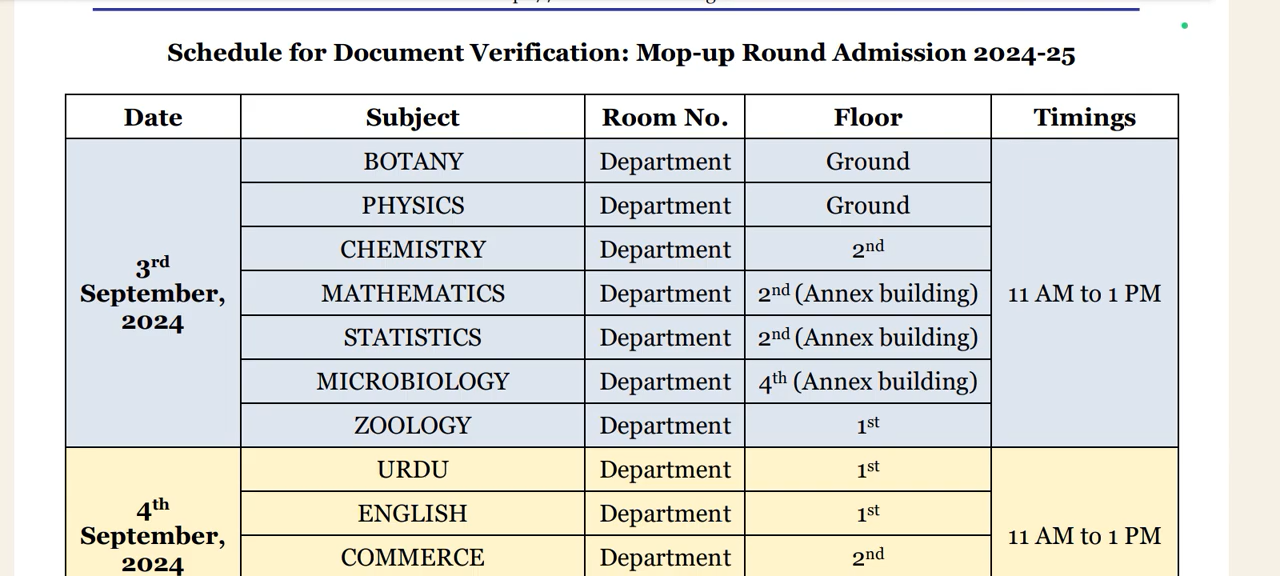 Schedule for Document Verification: Mop-up Round Admission 2024-25
Date Subject Room No. Floor Timings
BOTANY Department Ground
PHYSICS Department Ground
CHEMISTRY Department 2nd
3rd September, 2024 MATHEMATICS Department 2nd (Annex building) 11 AM to 1 PM
STATISTICS Department 2nd (Annex building)
MICROBIOLOGY Department 4th (Annex building)
ZOOLOGY Department 1st
URDU Department 1st
4th September, 2024 ENGLISH Department 1st 11 AM to 1 PM
COMMERCE Department 2nd